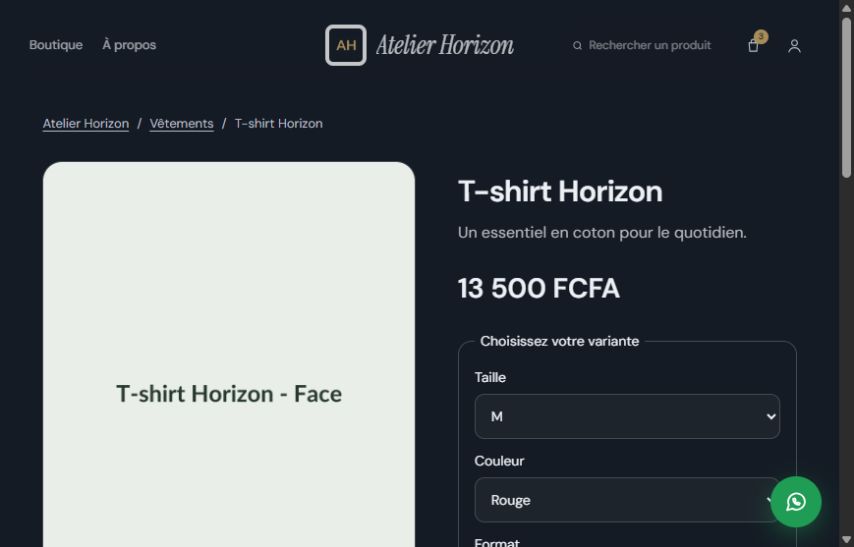 Boutique
À propos
AH
Atelier Horizon
Rechercher un produit
3
Atelier Horizon / Vêtements / T-shirt Horizon
T-shirt Horizon - Face
T-shirt Horizon
Un essentiel en coton pour le quotidien.
13 500 FCFA
Choisissez votre variante
Taille
M
Couleur
Rouge
Format